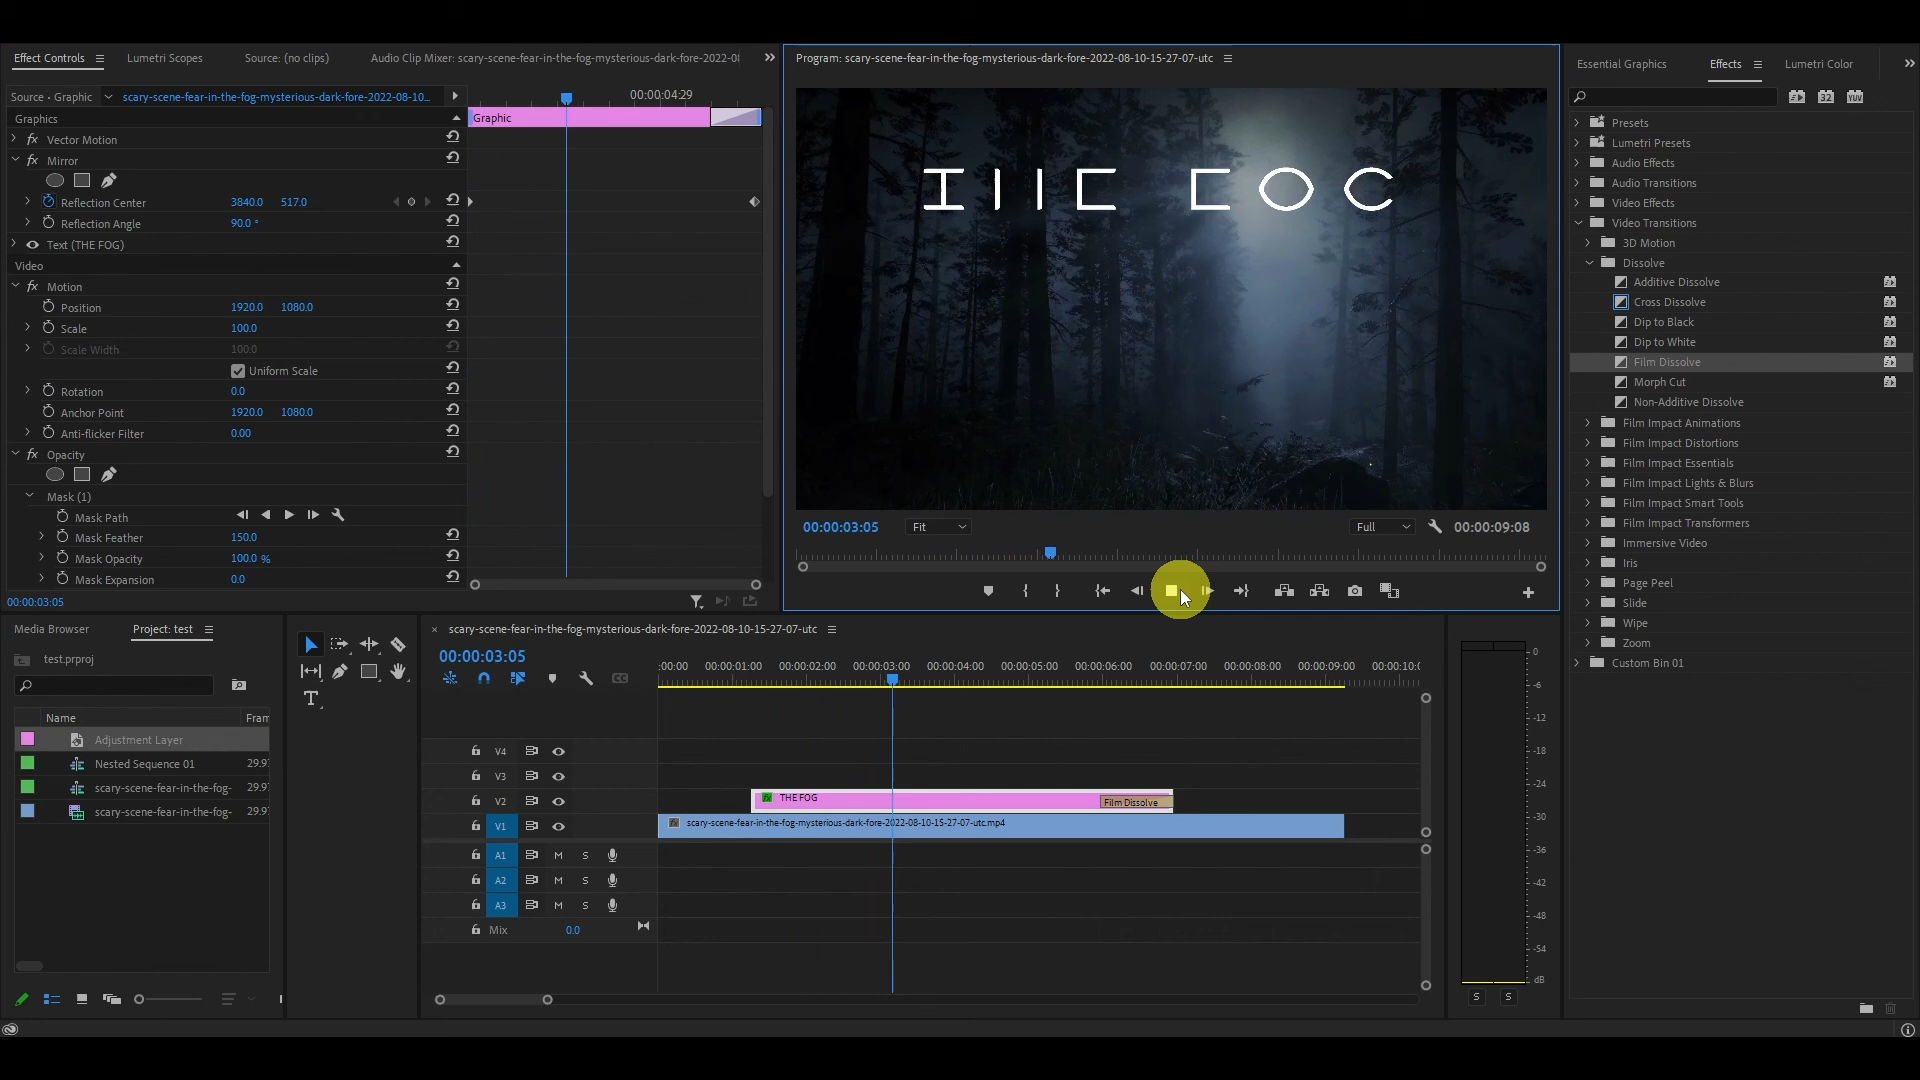 Effect Controls
Lumetri Scopes
Source: (no clips)
Audio Clip Mixer: scary-scene-fear-in-the-fog-mysterious-dark-fore-2022-08
Source • Graphic
scary-scene-fear-in-the-fog-mysterious-dark-fore-2022-08-10...
00:00:04:29
Graphics
Graphic
fx Vector Motion
fx Mirror
Reflection Center 3840.0 517.0
Reflection Angle 90.0 °
Text (THE FOG)
Video
fx Motion
Position 1920.0 1080.0
Scale 100.0
Scale Width 100.0
Uniform Scale
Rotation 0.0
Anchor Point 1920.0 1080.0
Anti-flicker Filter 0.00
fx Opacity
Mask (1)
Mask Path
Mask Feather 150.0
Mask Opacity 100.0 %
Mask Expansion 0.0
00:00:03:05
Program: scary-scene-fear-in-the-fog-mysterious-dark-fore-2022-08-10-15-27-07-utc
00:00:03:05
Fit
Full
00:00:09:08
Essential Graphics
Effects
Lumetri Color
32
YUV
Presets
Lumetri Presets
Audio Effects
Audio Transitions
Video Effects
Video Transitions
3D Motion
Dissolve
Additive Dissolve
Cross Dissolve
Dip to Black
Dip to White
Film Dissolve
Morph Cut
Non-Additive Dissolve
Film Impact Animations
Film Impact Distortions
Film Impact Essentials
Film Impact Lights & Blurs
Film Impact Smart Tools
Film Impact Transformers
Immersive Video
Iris
Page Peel
Slide
Wipe
Zoom
Custom Bin 01
Media Browser
Project: test
test.prproj
Name
Fram
Adjustment Layer
Nested Sequence 01 29.97
scary-scene-fear-in-the-fog- 29.97
scary-scene-fear-in-the-fog- 29.97
scary-scene-fear-in-the-fog-mysterious-dark-fore-2022-08-10-15-27-07-utc
00:00:03:05
:00:00 00:00:01:00 00:00:02:00 00:00:03:00 00:00:04:00 00:00:05:00 00:00:06:00 00:00:07:00 00:00:08:00 00:00:09:00 00:00:10:0
V4
V3
V2
THE FOG
Film Dissolve
V1
scary-scene-fear-in-the-fog-mysterious-dark-fore-2022-08-10-15-27-07-utc.mp4
A1 M S
A2 M S
A3 M S
Mix 0.0
0
-6
-12
-18
-24
-30
-36
-42
-48
-54
dB
S S